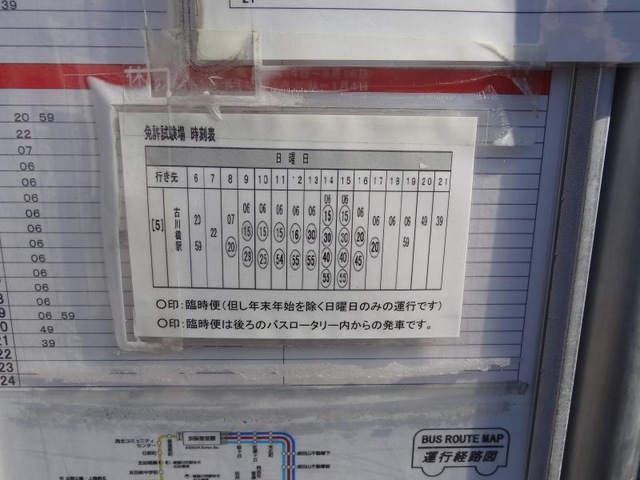 39
20 59
22
07
06
06
06
06
06
06
06
06
06
06
06 59
49
39
22
23
24
免許試験場 時刻表
日曜日
行き先 6 7 8 9 10 11 12 13 14 15 16 17 18 19 20 21
[5] 古川橋駅
23 59
22
07 20
06 15
06 15 25
06 15 54
06 16 55
06 30 55
06 15 30 40 55
06 15 30 40 55
06 20 45
06 20
06
06 59
49
39
○印:臨時便(但し年末年始を除く日曜日のみの運行です)
○印:臨時便は後ろのバスロータリー内からの発車です。
BUS ROUTE MAP
運行経路図